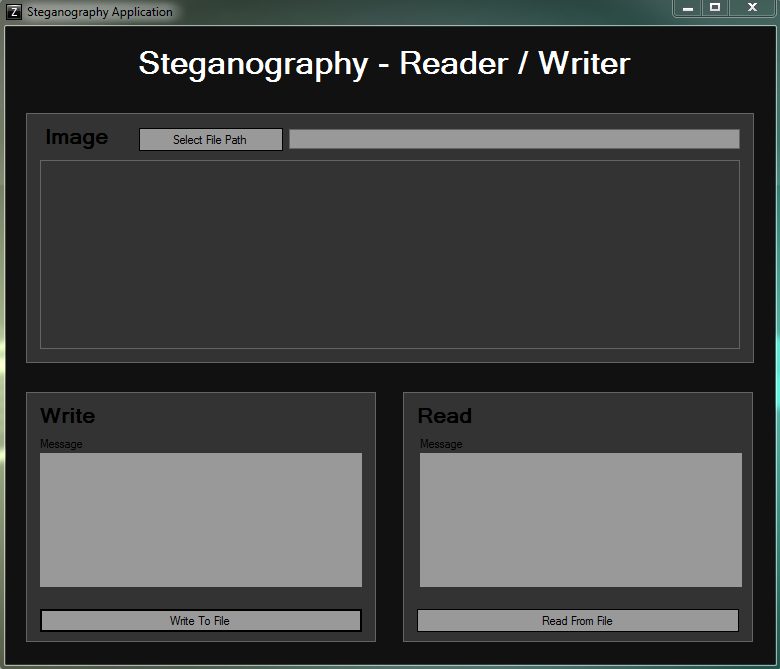 Z Steganography Application
Steganography - Reader / Writer
Image
Select File Path
Write
Message
Write To File
Read
Message
Read From File